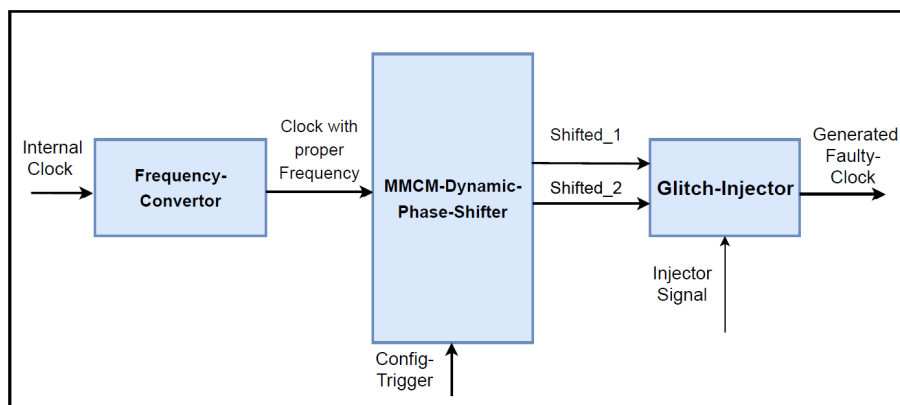 Internal
Clock
Frequency-
Convertor
Clock with
proper
Frequency
MMCM-Dynamic-
Phase-Shifter
Config-
Trigger
Shifted_1
Shifted_2
Glitch-Injector
Injector
Signal
Generated
Faulty-
Clock